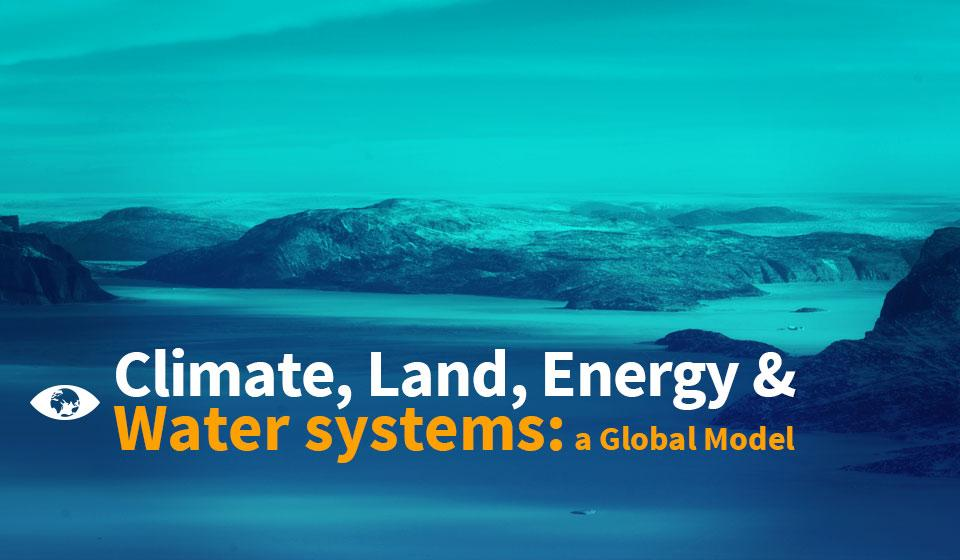 Climate, Land, Energy &
Water systems: a Global Model